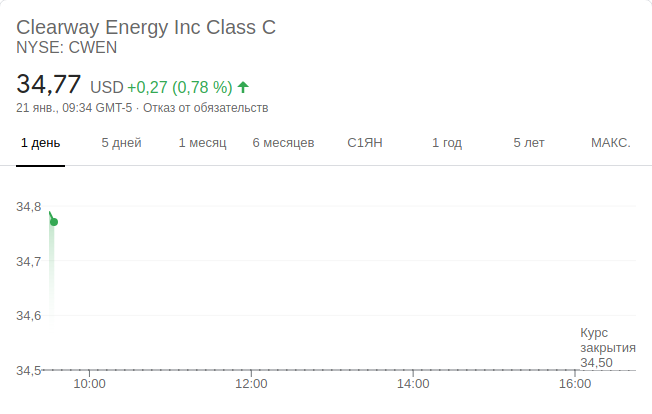 Clearway Energy Inc Class C
NYSE: CWEN
34,77 USD +0,27 (0,78 %)
21 янв., 09:34 GMT-5 · Отказ от обязательств
1 день 5 дней 1 месяц 6 месяцев С1ЯН 1 год 5 лет МАКС.
34,8
34,7
34,6
Курс
закрытия
34,50
34,5
10:00 12:00 14:00 16:00